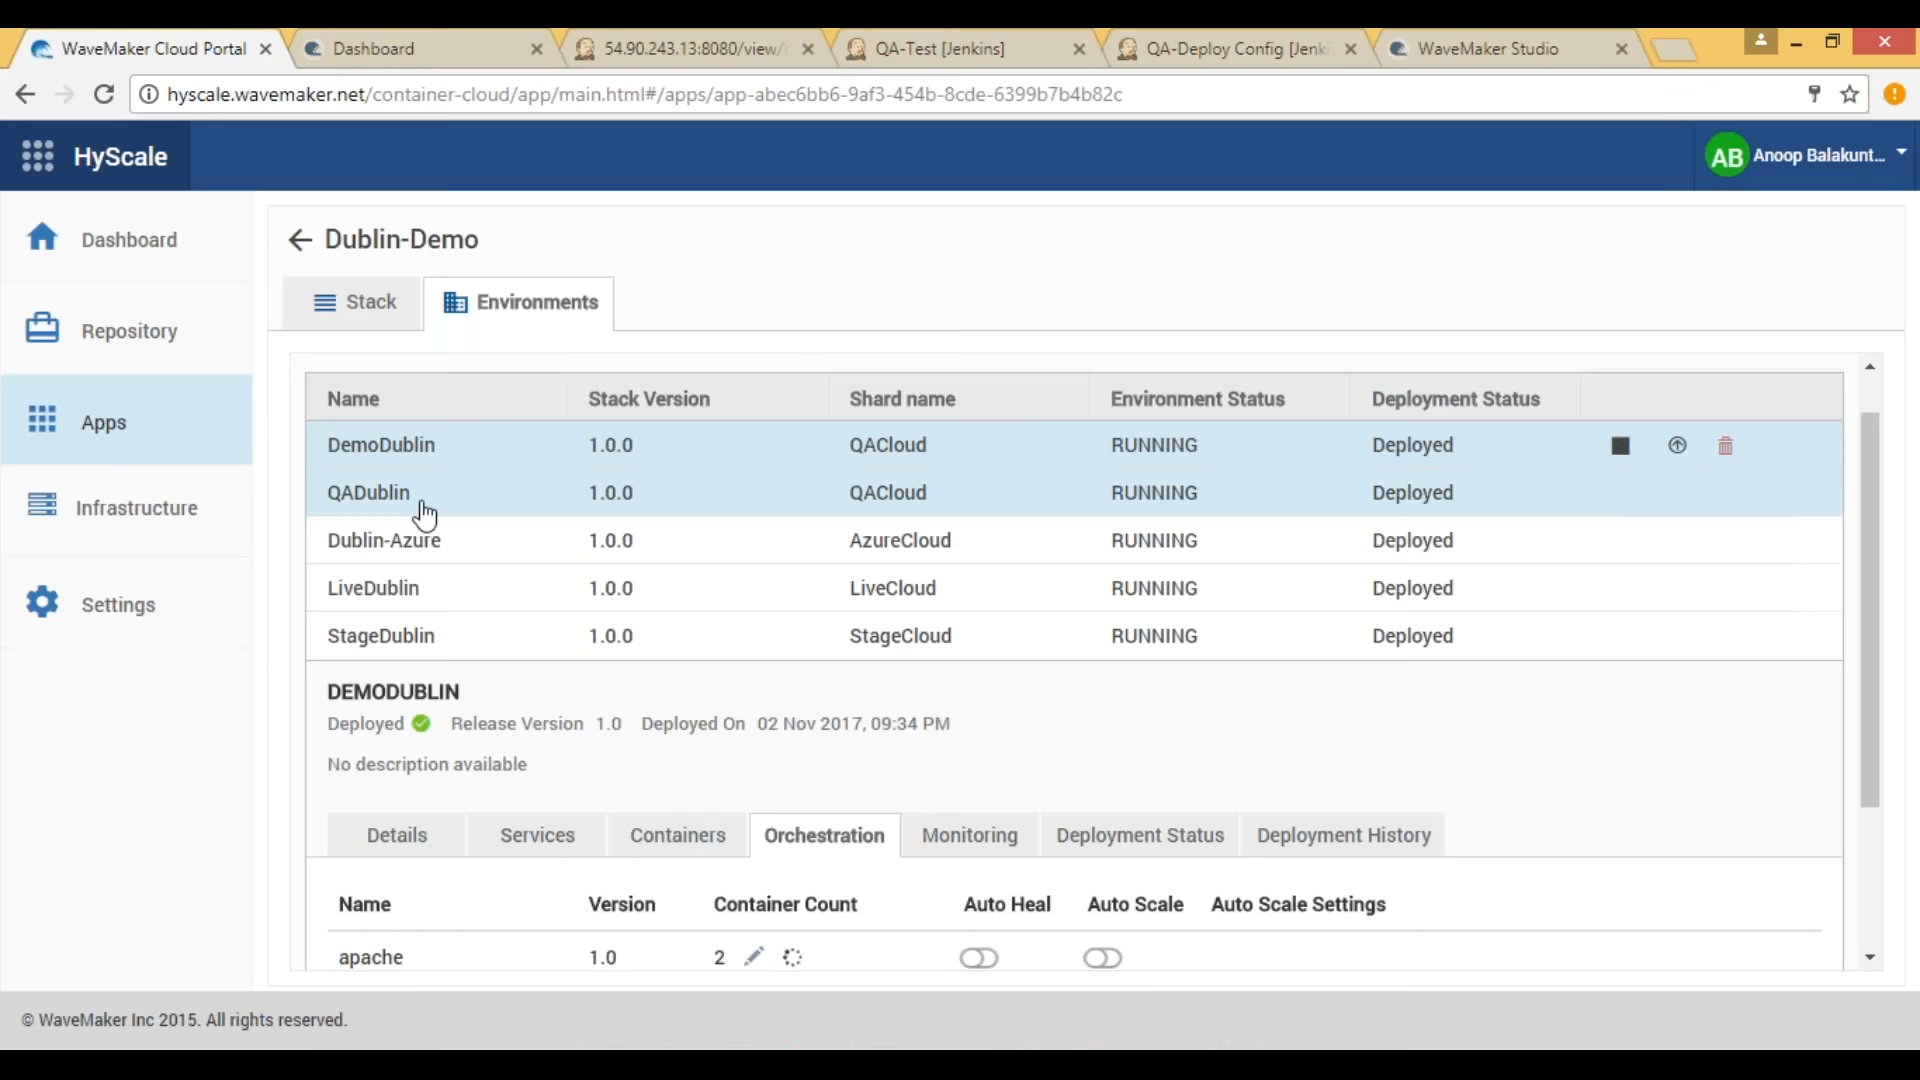 WaveMaker Cloud Portal
Dashboard
54.90.243.13:8080/view/
QA-Test [Jenkins]
QA-Deploy Config [Jenk
WaveMaker Studio
hyscale.wavemaker.net/container-cloud/app/main.html#/apps/app-abec6bb6-9af3-454b-8cde-6399b7b4b82c
HyScale
AB Anoop Balakunt...
Dashboard
Repository
Apps
Infrastructure
Settings
Dublin-Demo
Stack
Environments
Name Stack Version Shard name Environment Status Deployment Status
DemoDublin 1.0.0 QACloud RUNNING Deployed
QADublin 1.0.0 QACloud RUNNING Deployed
Dublin-Azure 1.0.0 AzureCloud RUNNING Deployed
LiveDublin 1.0.0 LiveCloud RUNNING Deployed
StageDublin 1.0.0 StageCloud RUNNING Deployed
DEMODUBLIN
Deployed Release Version 1.0 Deployed On 02 Nov 2017, 09:34 PM
No description available
Details Services Containers Orchestration Monitoring Deployment Status Deployment History
Name Version Container Count Auto Heal Auto Scale Auto Scale Settings
apache 1.0 2
© WaveMaker Inc 2015. All rights reserved.